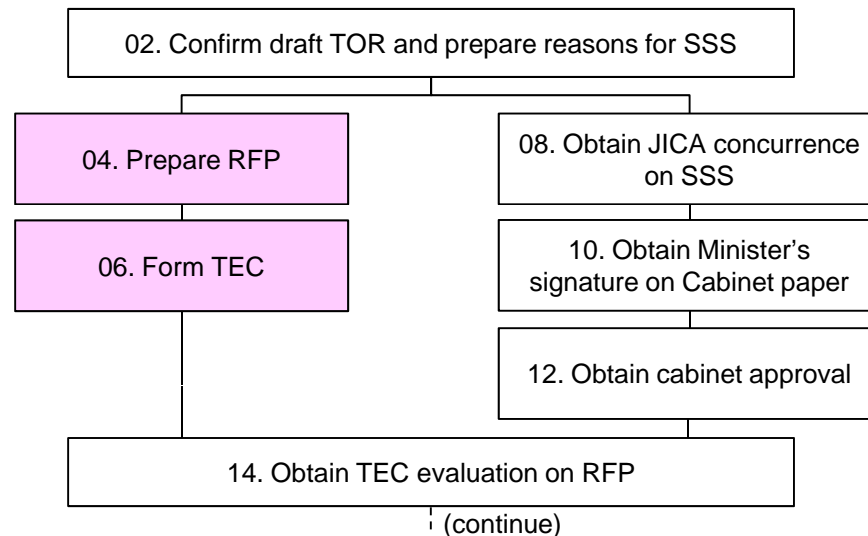 02. Confirm draft TOR and prepare reasons for SSS
04. Prepare RFP
06. Form TEC
08. Obtain JICA concurrence
on SSS
10. Obtain Minister’s
signature on Cabinet paper
12. Obtain cabinet approval
14. Obtain TEC evaluation on RFP
(continue)